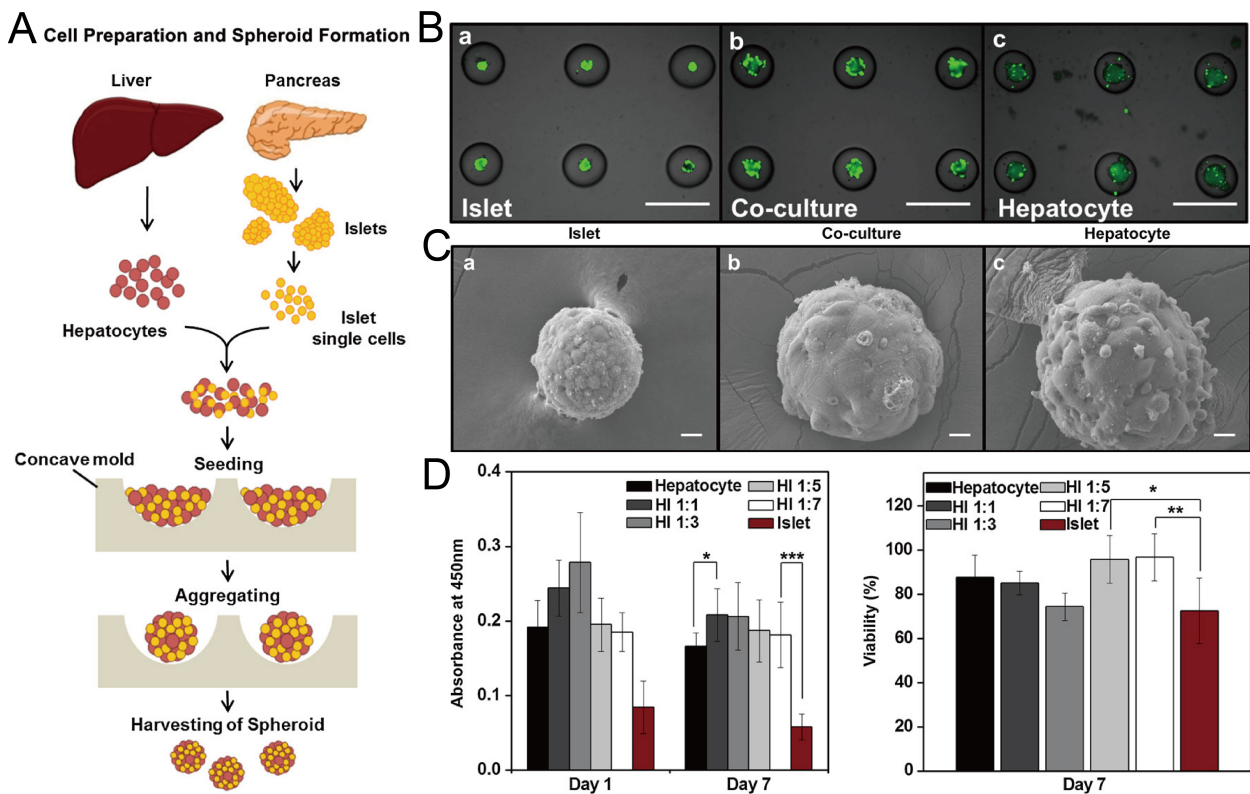 A
Cell Preparation and Spheroid Formation
Liver
Pancreas
Islets
Hepatocytes
Islet
single cells
Concave mold
Seeding
Aggregating
Harvesting of Spheroid
B
a
Islet
b
Co-culture
c
Hepatocyte
C
Islet
Co-culture
Hepatocyte
a
b
c
D
Absorbance at 450nm
0.4
0.3
0.2
0.1
0.0
Hepatocyte
HI 1:1
HI 1:3
HI 1:5
HI 1:7
Islet
*
***
Day 1
Day 7
Viability (%)
120
100
80
60
40
20
0
Hepatocyte
HI 1:1
HI 1:3
HI 1:5
HI 1:7
Islet
*
**
Day 7